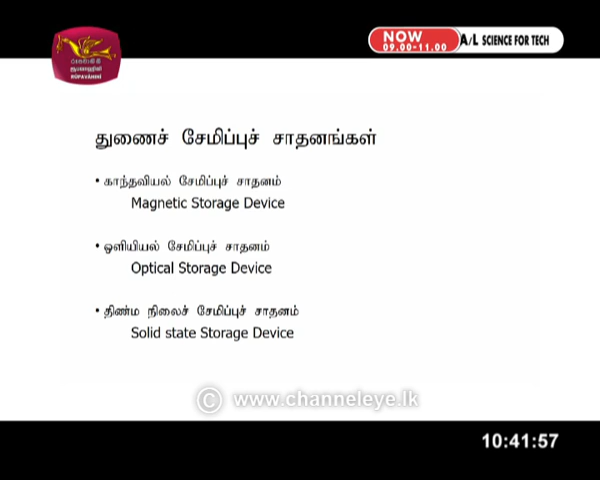 NOW
09.00-11.00
A/L SCIENCE FOR TECH
RUPAVAHINI
துணைச் சேமிப்புச் சாதனங்கள்
• காந்தவியல் சேமிப்புச் சாதனம்
Magnetic Storage Device
• ஒளியியல் சேமிப்புச் சாதனம்
Optical Storage Device
• திண்ம நிலைச் சேமிப்புச் சாதனம்
Solid state Storage Device
© www.channeleye.lk
10:41:57